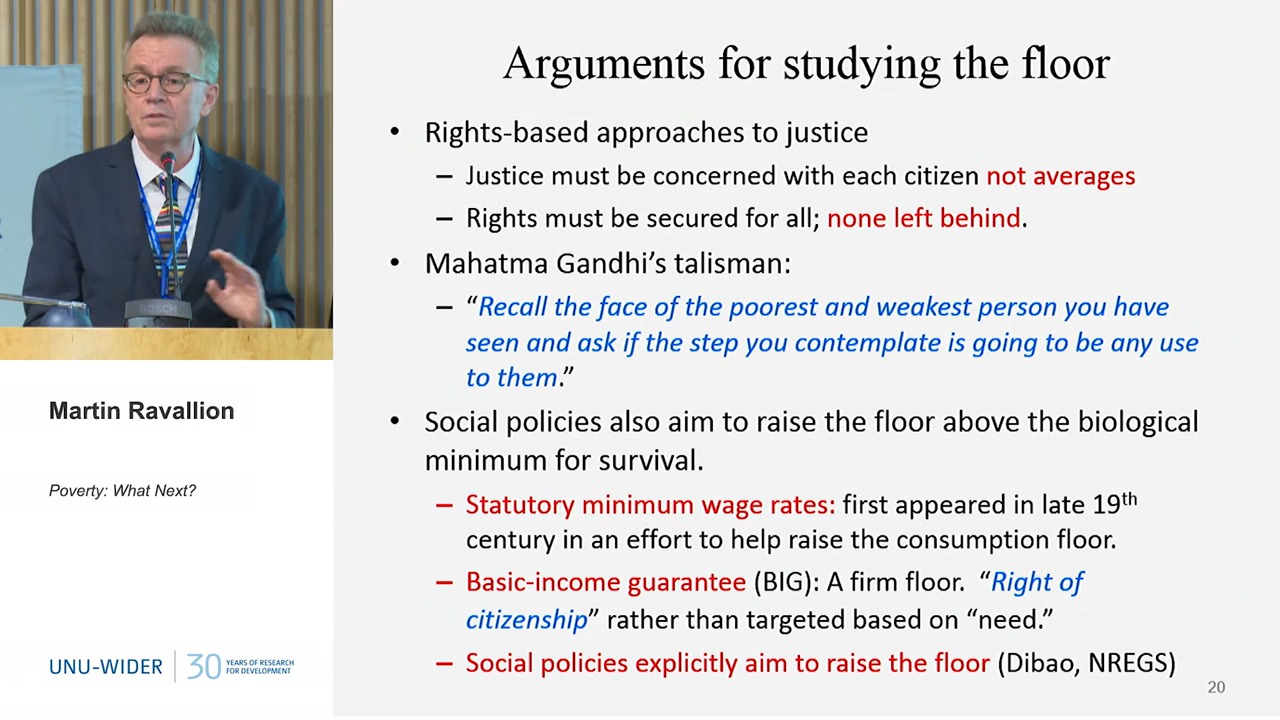 Arguments for studying the floor
• Rights-based approaches to justice
– Justice must be concerned with each citizen not averages
– Rights must be secured for all; none left behind.
• Mahatma Gandhi’s talisman:
– “Recall the face of the poorest and weakest person you have
seen and ask if the step you contemplate is going to be any use
to them.”
• Social policies also aim to raise the floor above the biological
minimum for survival.
– Statutory minimum wage rates: first appeared in late 19th
century in an effort to help raise the consumption floor.
– Basic-income guarantee (BIG): A firm floor. “Right of
citizenship” rather than targeted based on “need.”
– Social policies explicitly aim to raise the floor (Dibao, NREGS)
20
BOSCH
Martin Ravallion
Poverty: What Next?
UNU-WIDER
30 YEARS OF RESEARCH
FOR DEVELOPMENT